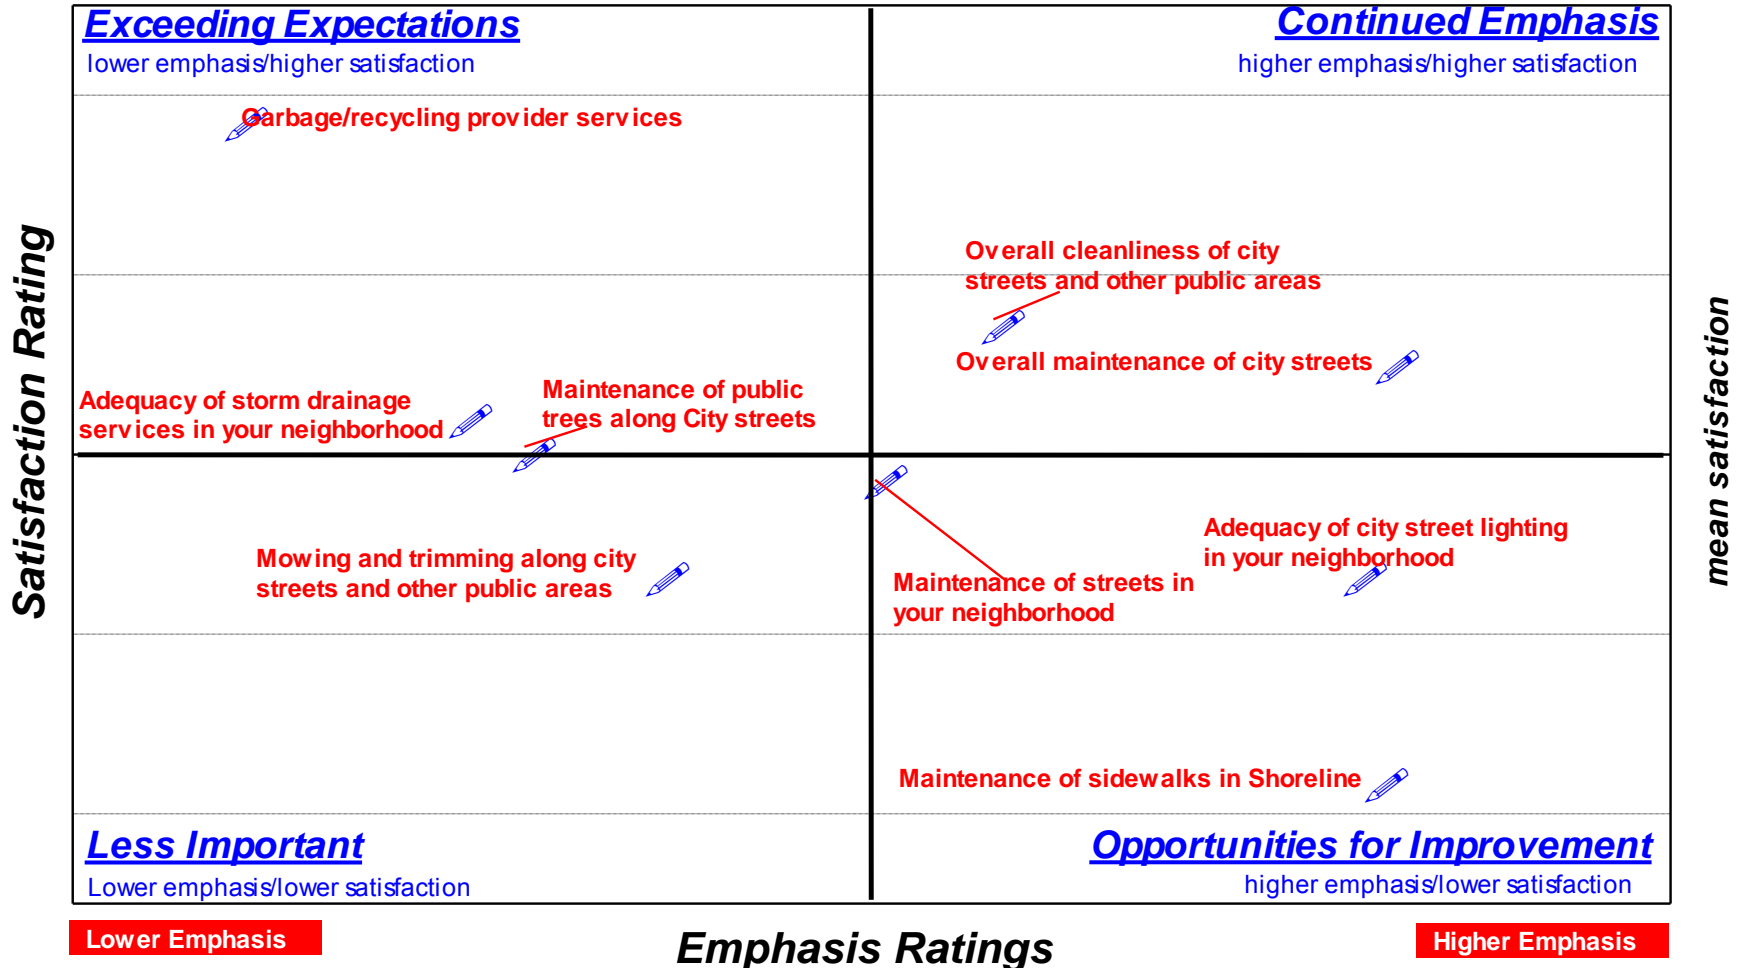 Exceeding Expectations
lower emphasis/higher satisfaction
Continued Emphasis
higher emphasis/higher satisfaction
Garbage/recycling provider services
Overall cleanliness of city
streets and other public areas
Overall maintenance of city streets
Adequacy of storm drainage
services in your neighborhood
Maintenance of public
trees along City streets
Satisfaction Rating
mean satisfaction
Mowing and trimming along city
streets and other public areas
Maintenance of streets in
your neighborhood
Adequacy of city street lighting
in your neighborhood
Maintenance of sidewalks in Shoreline
Less Important
Lower emphasis/lower satisfaction
Opportunities for Improvement
higher emphasis/lower satisfaction
Lower Emphasis
Emphasis Ratings
Higher Emphasis